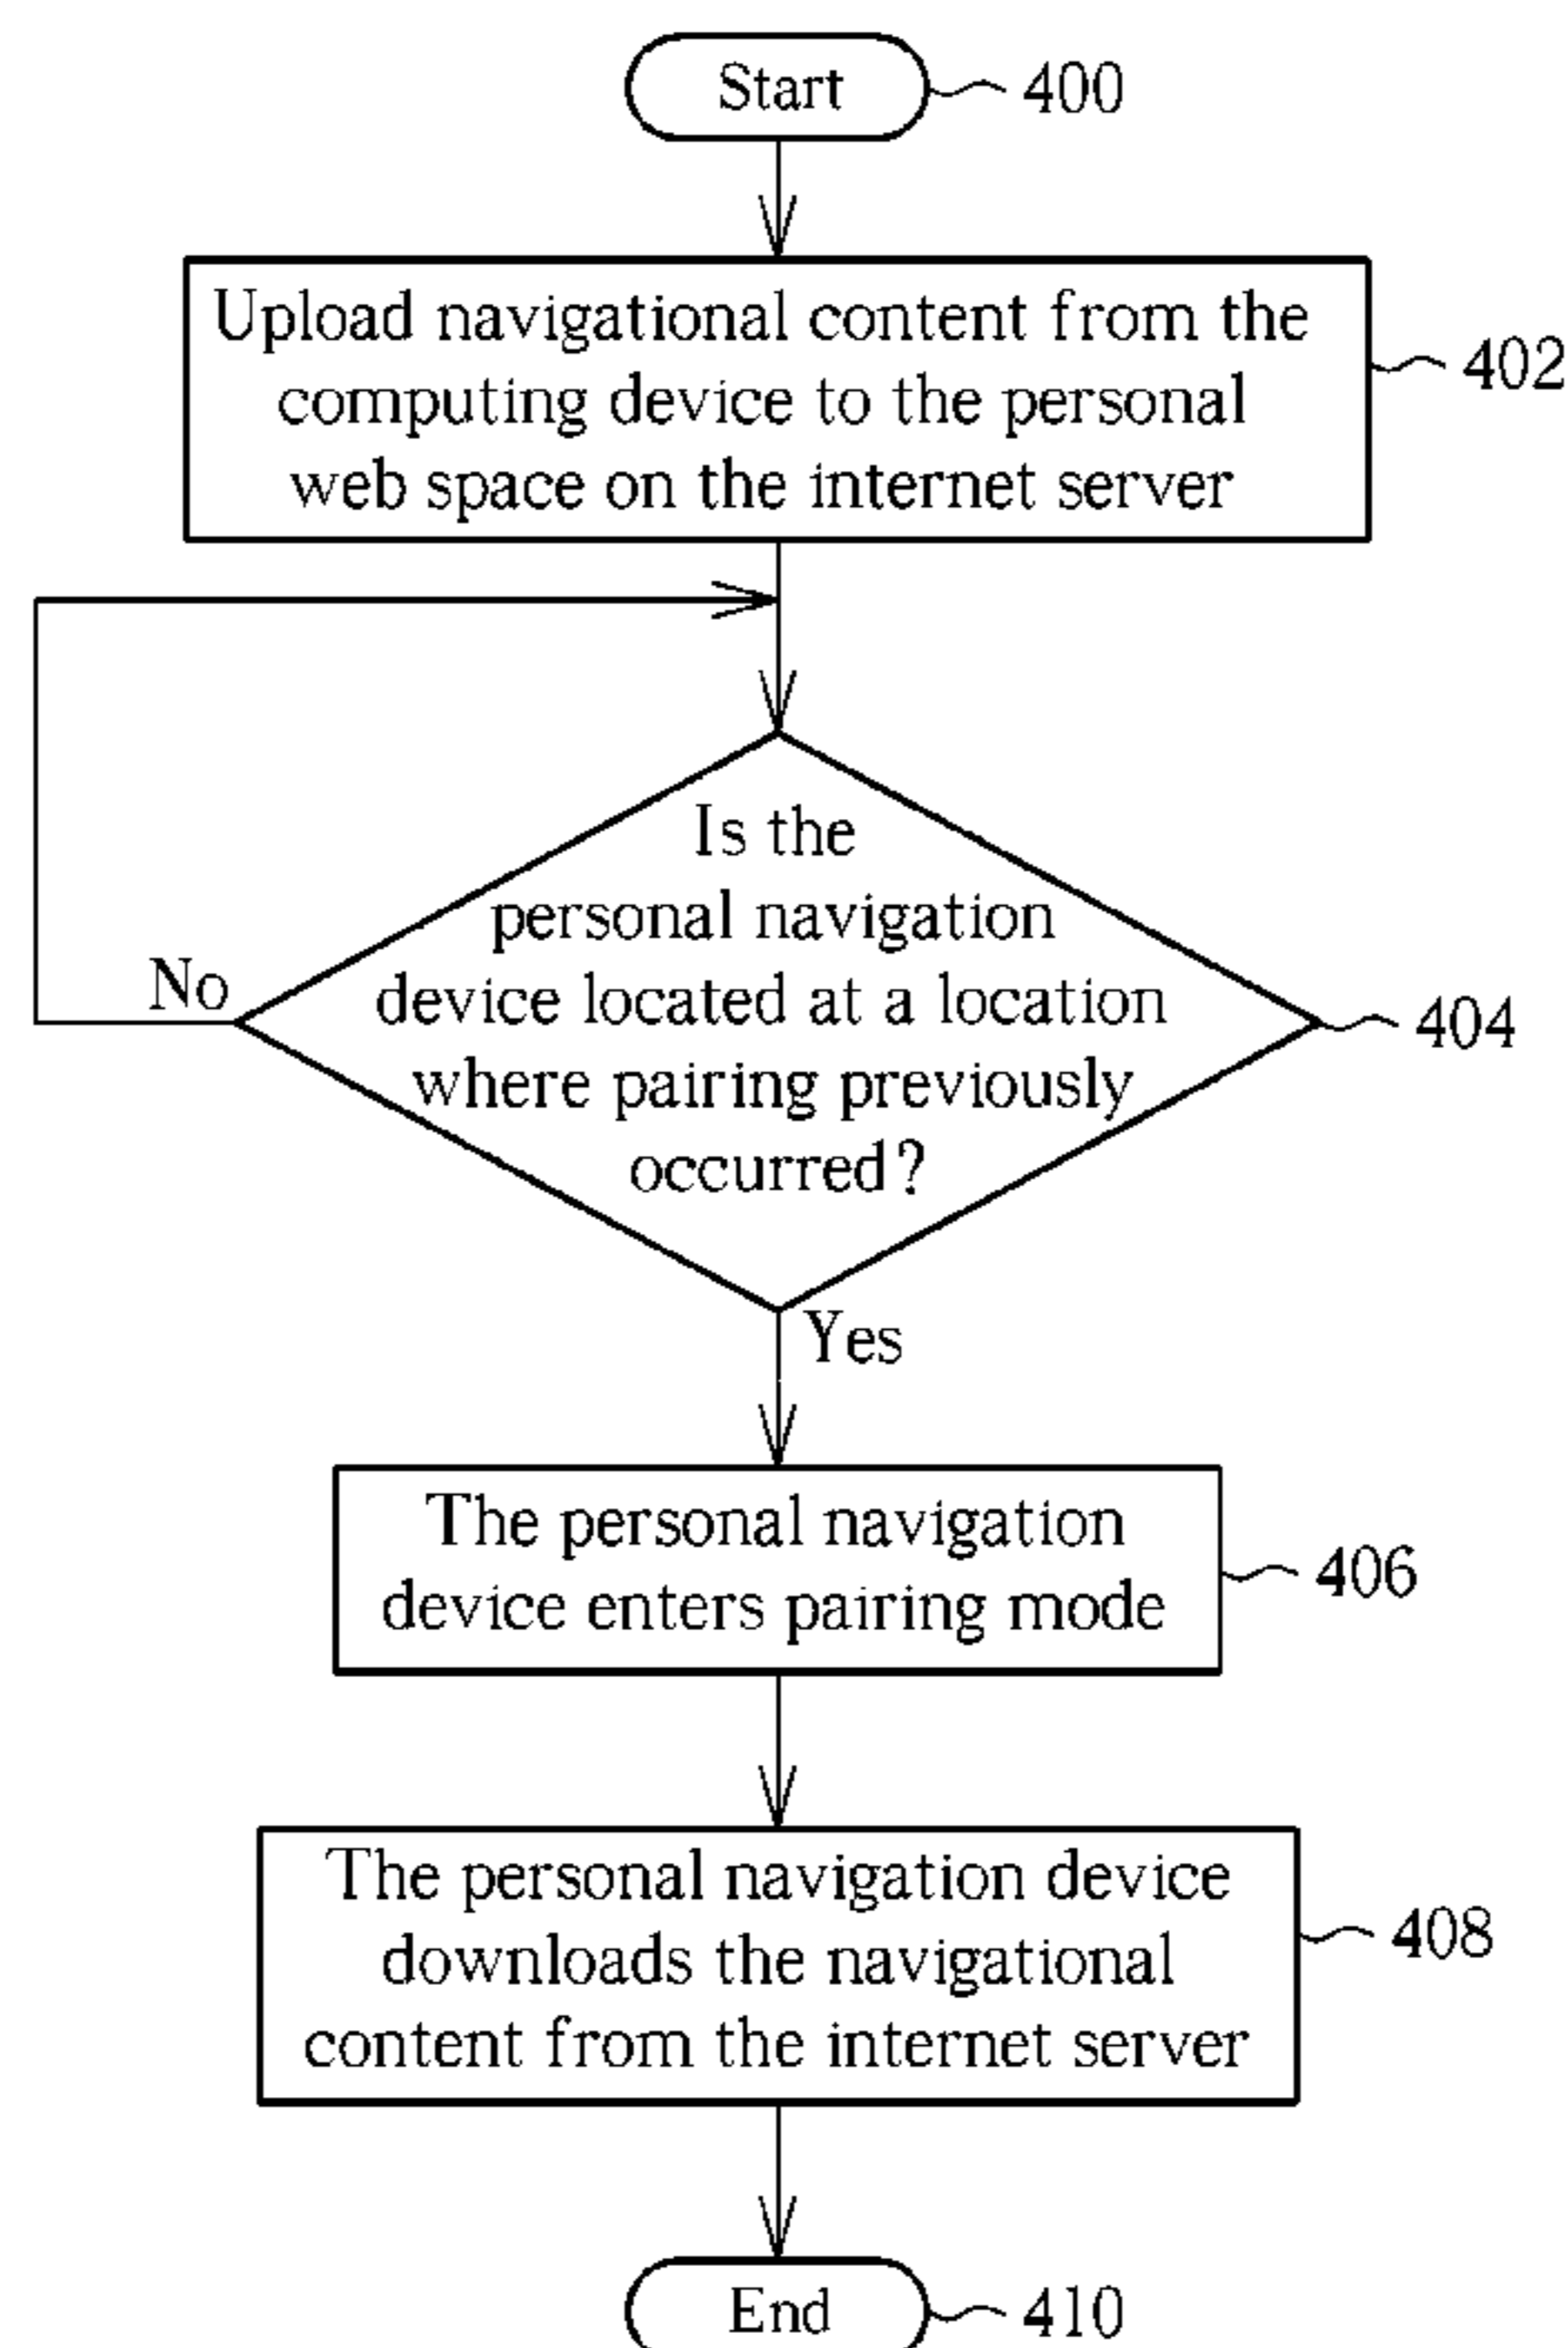 Start
400
Upload navigational content from the
computing device to the personal
web space on the internet server
402
Is the
personal navigation
device located at a location
where pairing previously
occurred?
No
404
Yes
The personal navigation
device enters pairing mode
406
The personal navigation device
downloads the navigational
content from the internet server
408
End
410